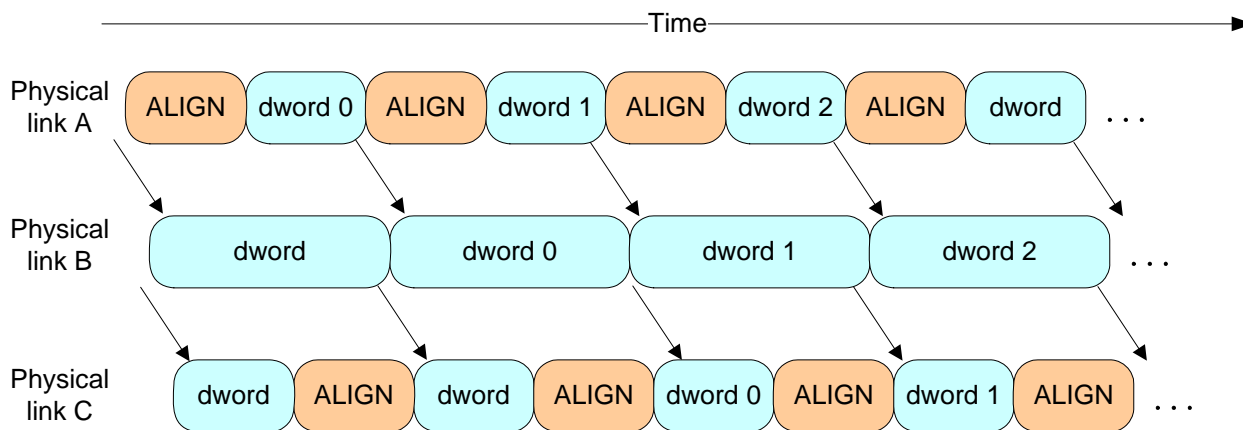 Time
Physical
link A
ALIGN dword 0 ALIGN dword 1 ALIGN dword 2 ALIGN dword . . .
Physical
link B
dword dword 0 dword 1 dword 2 . . .
Physical
link C
dword ALIGN dword ALIGN dword 0 ALIGN dword 1 ALIGN . . .